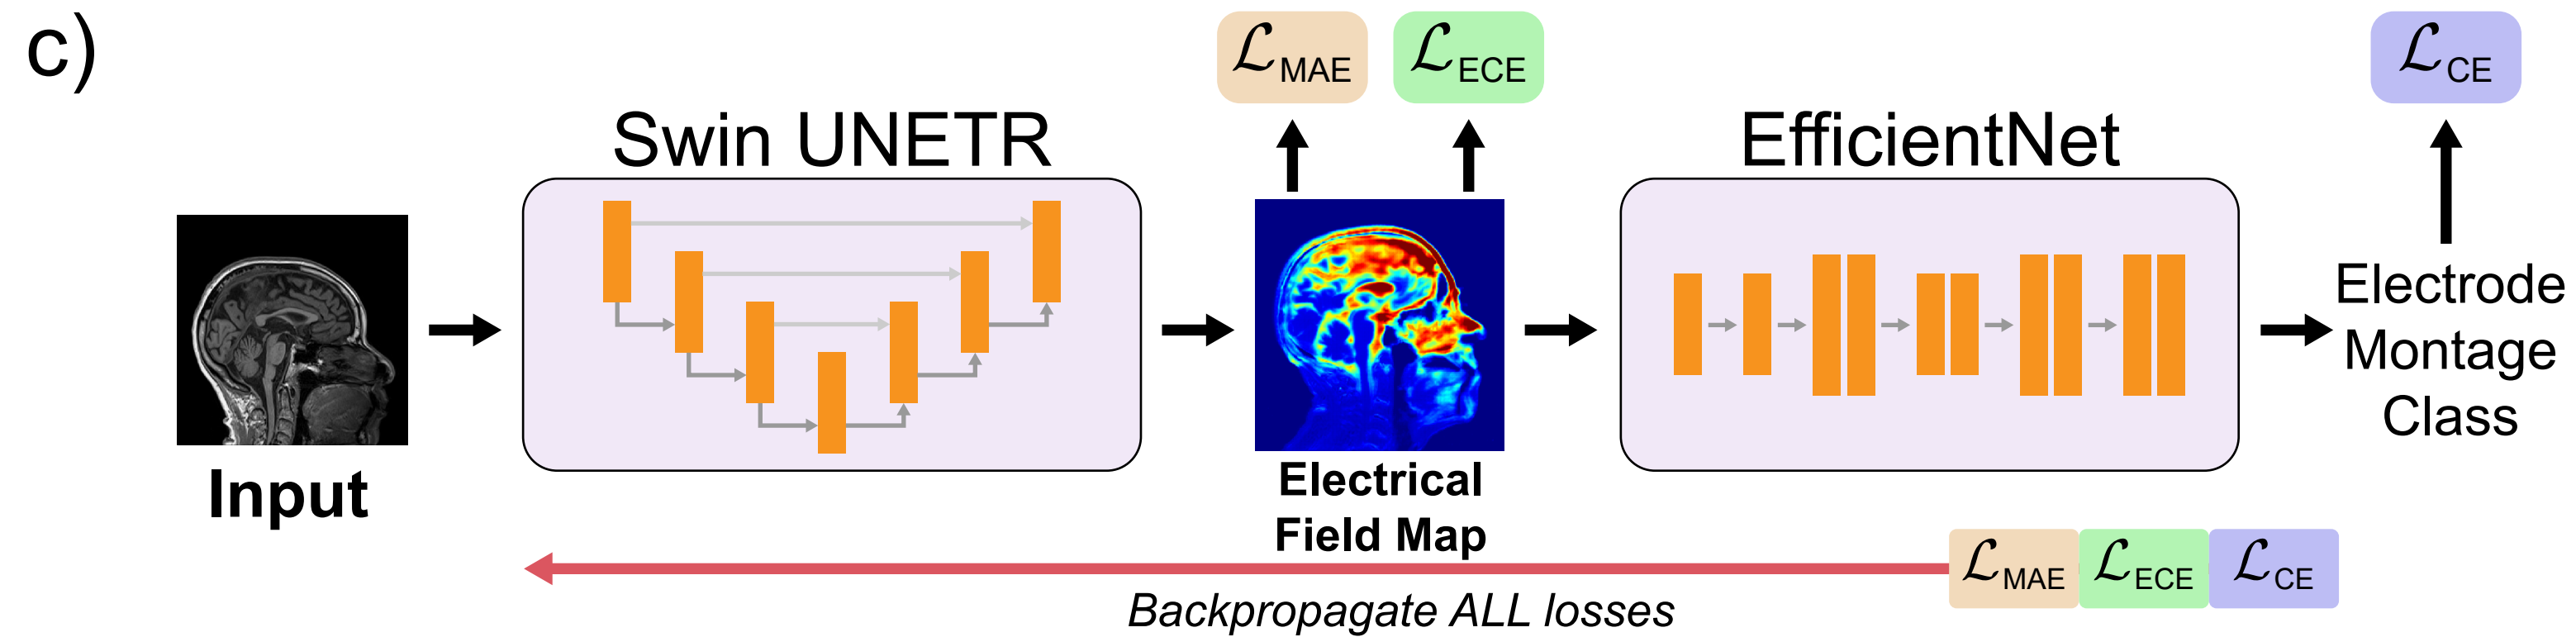 c)
ℒMAE
ℒECE
ℒCE
Swin UNETR
EfficientNet
Input
Electrical
Field Map
Electrode
Montage
Class
ℒMAE ℒECE ℒCE
Backpropagate ALL losses